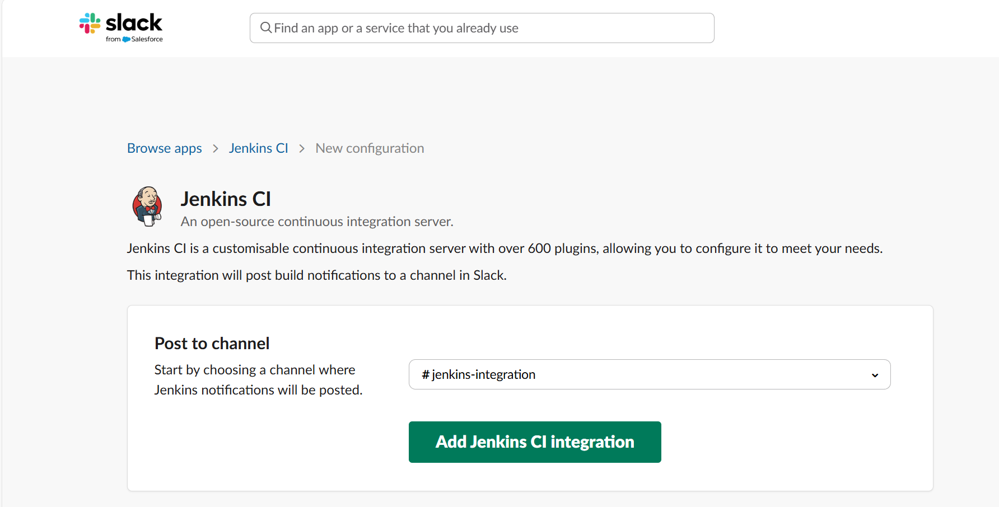 slack
from Salesforce
Find an app or a service that you already use
Browse apps > Jenkins CI > New configuration
Jenkins CI
An open-source continuous integration server.
Jenkins CI is a customisable continuous integration server with over 600 plugins, allowing you to configure it to meet your needs.
This integration will post build notifications to a channel in Slack.
Post to channel
Start by choosing a channel where
Jenkins notifications will be posted.
# jenkins-integration
Add Jenkins CI integration